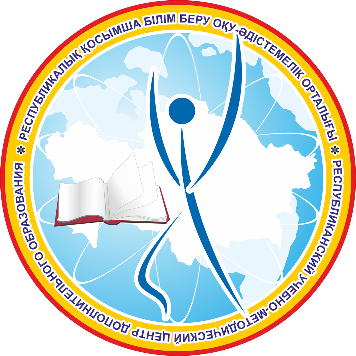 РЕСПУБЛИКАЛЫҚ ҚОСЫМША БІЛІМ БЕРУ ОҚУ-ӘДІСТЕМЕЛІК ОРТАЛЫҒЫ
РЕСПУБЛИКАНСКИЙ УЧЕБНО-МЕТОДИЧЕСКИЙ ЦЕНТР ДОПОЛНИТЕЛЬНОГО ОБРАЗОВАНИЯ